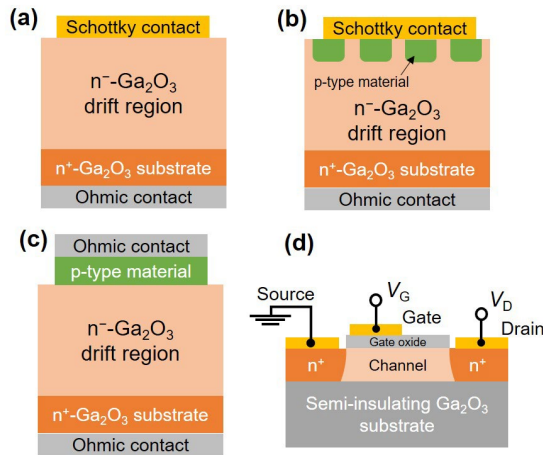 (a)
Schottky contact
n⁻-Ga₂O₃
drift region
n⁺-Ga₂O₃ substrate
Ohmic contact
(b)
Schottky contact
p-type material
n⁻-Ga₂O₃
drift region
n⁺-Ga₂O₃ substrate
Ohmic contact
(c)
Ohmic contact
p-type material
n⁻-Ga₂O₃
drift region
n⁺-Ga₂O₃ substrate
Ohmic contact
(d)
Source
V_G
Gate
V_D
Drain
Gate oxide
n⁺
Channel
n⁺
Semi-insulating Ga₂O₃
substrate